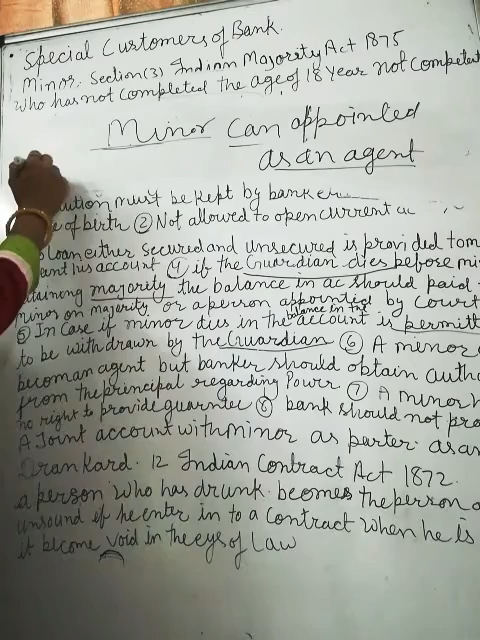 • Special Customers of Bank.
Minor: Section(3) Indian Majority Act 1875
Who has not completed the age of 18 Year not Competent
Minor Can appointed
as an agent
ution must be kept by banker
e of birth ② Not allowed to open current
loan either secured and unsecured is provided to m
his account ④ if the Guardian dies before mi
taining majority the balance in ac should paid
minor on majority or a person appointed by court
⑤ In case if minor dies in the balance in the account is permitt
to be withdrawn by the Guardian ⑥ A minor
becoman agent but banker should obtain autho
from the principal regarding Power ⑦ A minor h
no right to provide guarntee ⑧ bank should not pro
A Joint account with minor as parter. as an
Drankard. 12 Indian Contract Act 1872.
a person who has drunk becomes the person
unsound if he enter in to a contract when he is
it become void in the eyes of Law